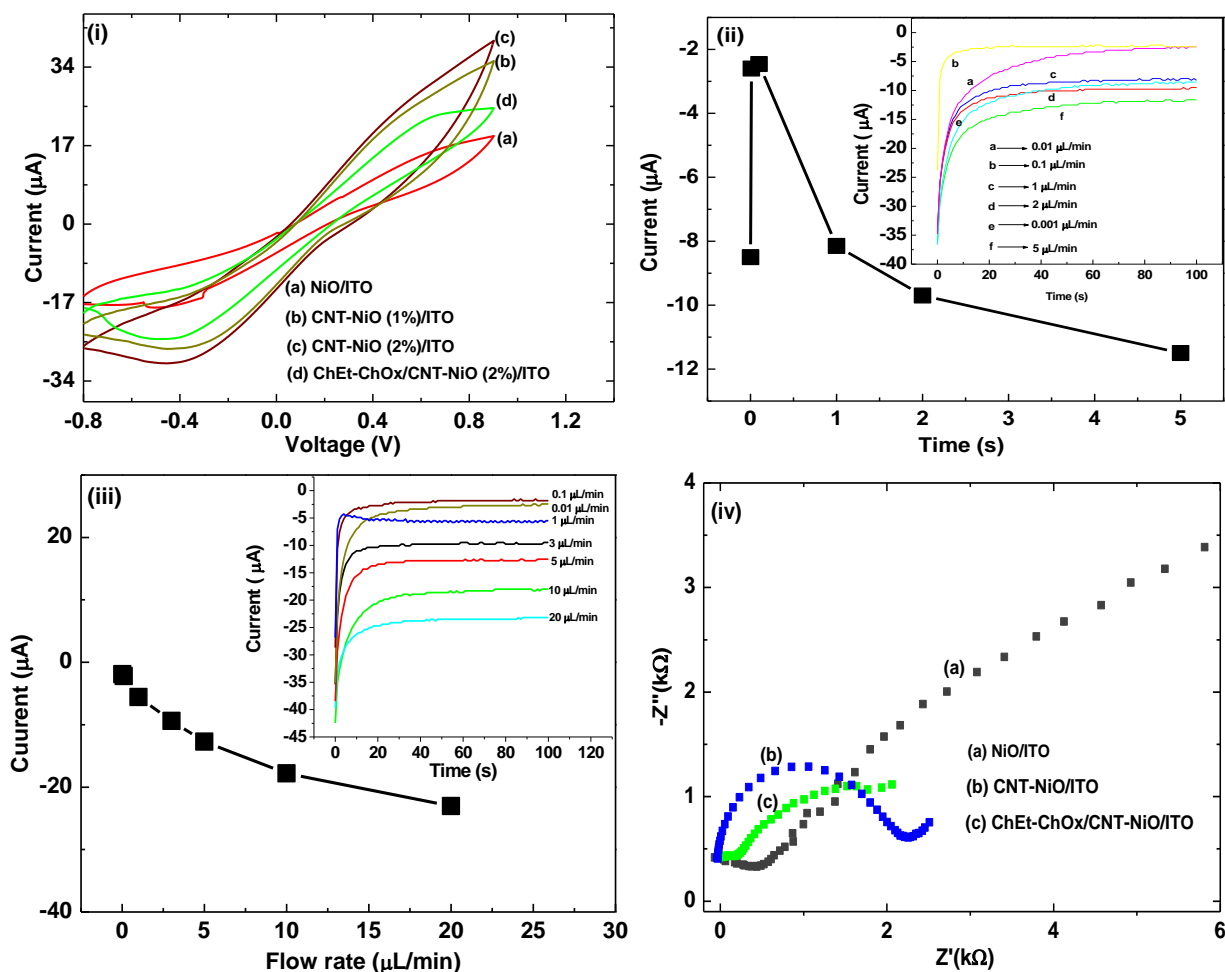 (i)
(c)
(b)
(d)
(a)
34
17
0
-17
-34
Current (μA)
(a) NiO/ITO
(b) CNT-NiO (1%)/ITO
(c) CNT-NiO (2%)/ITO
(d) ChEt-ChOx/CNT-NiO (2%)/ITO
-0.8 -0.4 0.0 0.4 0.8 1.2
Voltage (V)
(ii)
-2
-4
-6
-8
-10
-12
Current (μA)
0 1 2 3 4 5
Time (s)
0
-5
-10
-15
-20
-25
-30
-35
-40
Current ( μA)
b
a
c
d
e
f
a 0.01 μL/min
b 0.1 μL/min
c 1 μL/min
d 2 μL/min
e 0.001 μL/min
f 5 μL/min
0 20 40 60 80 100
Time (s)
(iii)
20
0
-20
-40
Cuurent (μA)
0 5 10 15 20 25 30
Flow rate (μL/min)
0
-5
-10
-15
-20
-25
-30
-35
-40
-45
Current ( μA)
0.1 μL/min
0.01 μL/min
1 μL/min
3 μL/min
5 μL/min
10 μL/min
20 μL/min
0 20 40 60 80 100 120
Time (s)
(iv)
4
3
2
1
0
-Z''(kΩ)
(a)
(b)
(c)
(a) NiO/ITO
(b) CNT-NiO/ITO
(c) ChEt-ChOx/CNT-NiO/ITO
0 2 4 6
Z'(kΩ)